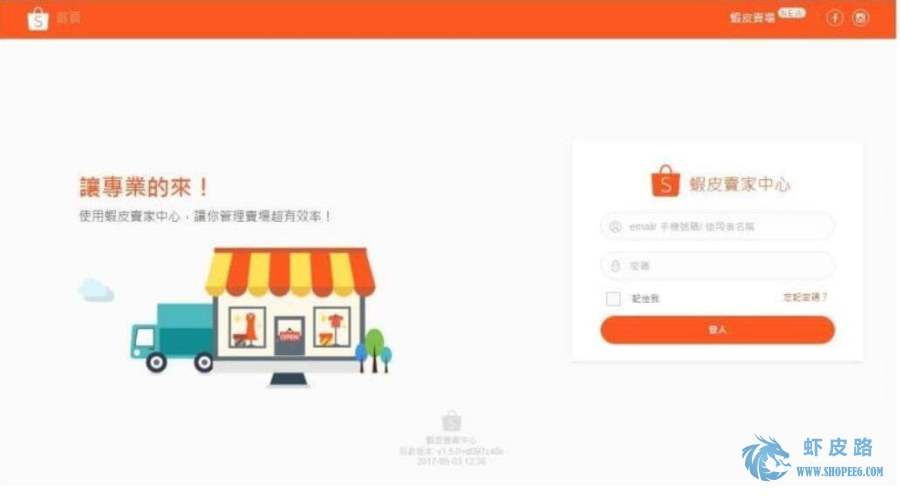 首頁
蝦皮賣場 NEW
讓專業的來！
使用蝦皮賣家中心，讓你管理賣場超有效率！
OPEN
S 蝦皮賣家中心
email/ 手機號碼/ 使用者名稱
密碼
記住我
忘記密碼？
登入
蝦皮賣家中心
2017-05-03 12:36
虾皮路
WWW.SHOPEE6.COM